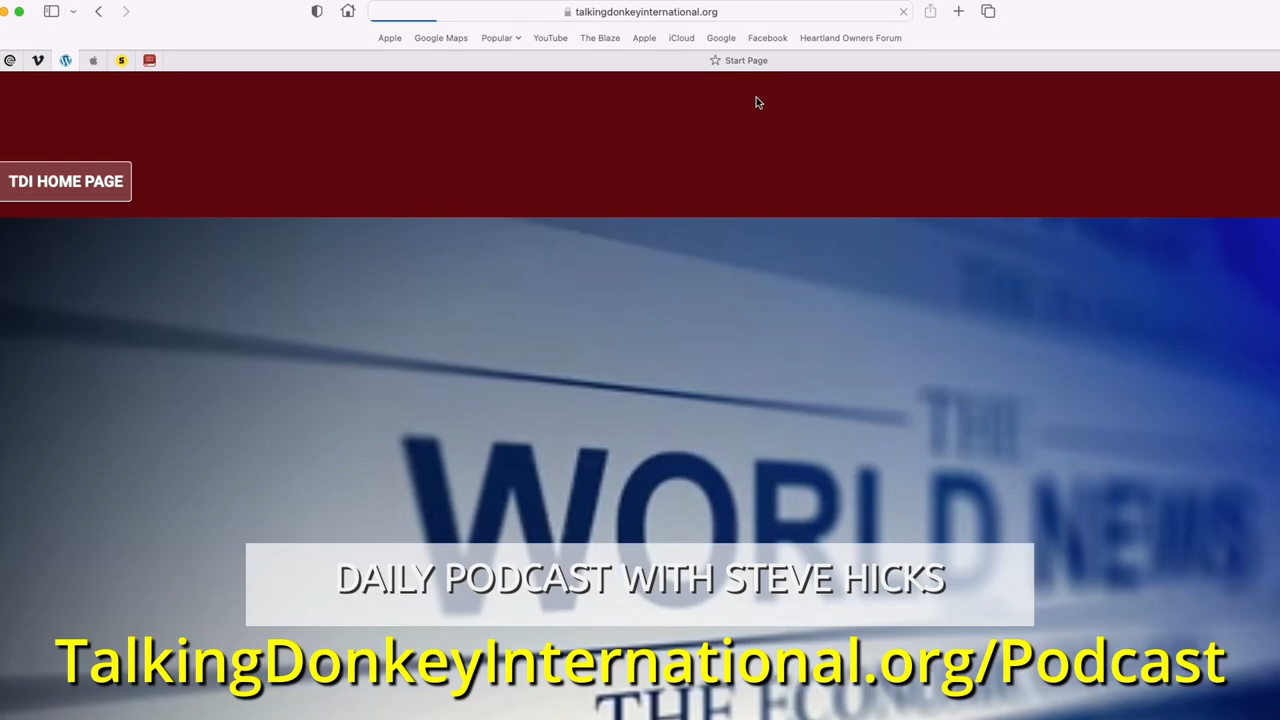 talkingdonkeyinternational.org
Apple Google Maps Popular YouTube The Blaze Apple iCloud Google Facebook Heartland Owners Forum
S Start Page
TDI HOME PAGE
THE
WORLD NEWS
DAILY PODCAST WITH STEVE HICKS
TalkingDonkeyInternational.org/Podcast
THE